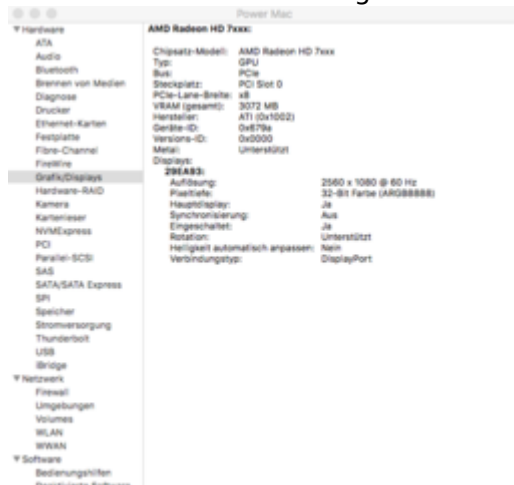 Power Mac
Hardware
ATA
Audio
Bluetooth
Brennen von Medien
Diagnose
Drucker
Ethernet-Karten
Festplatte
Fibre-Channel
FireWire
Grafik/Displays
Hardware-RAID
Kamera
Kartenleser
NVMExpress
PCI
Parallel-SCSI
SAS
SATA/SATA Express
SPI
Speicher
Stromversorgung
Thunderbolt
USB
iBridge
Netzwerk
Firewall
Umgebungen
Volumes
WLAN
WWAN
Software
Bedienungshilfen
AMD Radeon HD 7xxx:
Chipsatz-Modell: AMD Radeon HD 7xxx
Typ: GPU
Bus: PCIe
Steckplatz: PCI Slot 0
PCIe-Lane-Breite: x8
VRAM (gesamt): 3072 MB
Hersteller: ATI (0x1002)
Geräte-ID: 0x679a
Versions-ID: 0x0000
Metal: Unterstützt
Displays:
29EA93:
Auflösung: 2560 x 1080 @ 60 Hz
Pixeltiefe: 32-Bit Farbe (ARGB8888)
Hauptdisplay: Ja
Synchronisierung: Aus
Eingeschaltet: Ja
Rotation: Unterstützt
Helligkeit automatisch anpassen: Nein
Verbindungstyp: DisplayPort